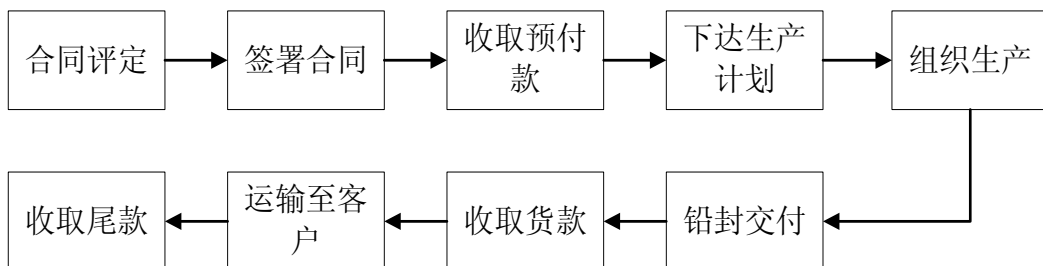 合同评定
签署合同
收取预付
款
下达生产
计划
组织生产
铅封交付
收取货款
运输至客
户
收取尾款